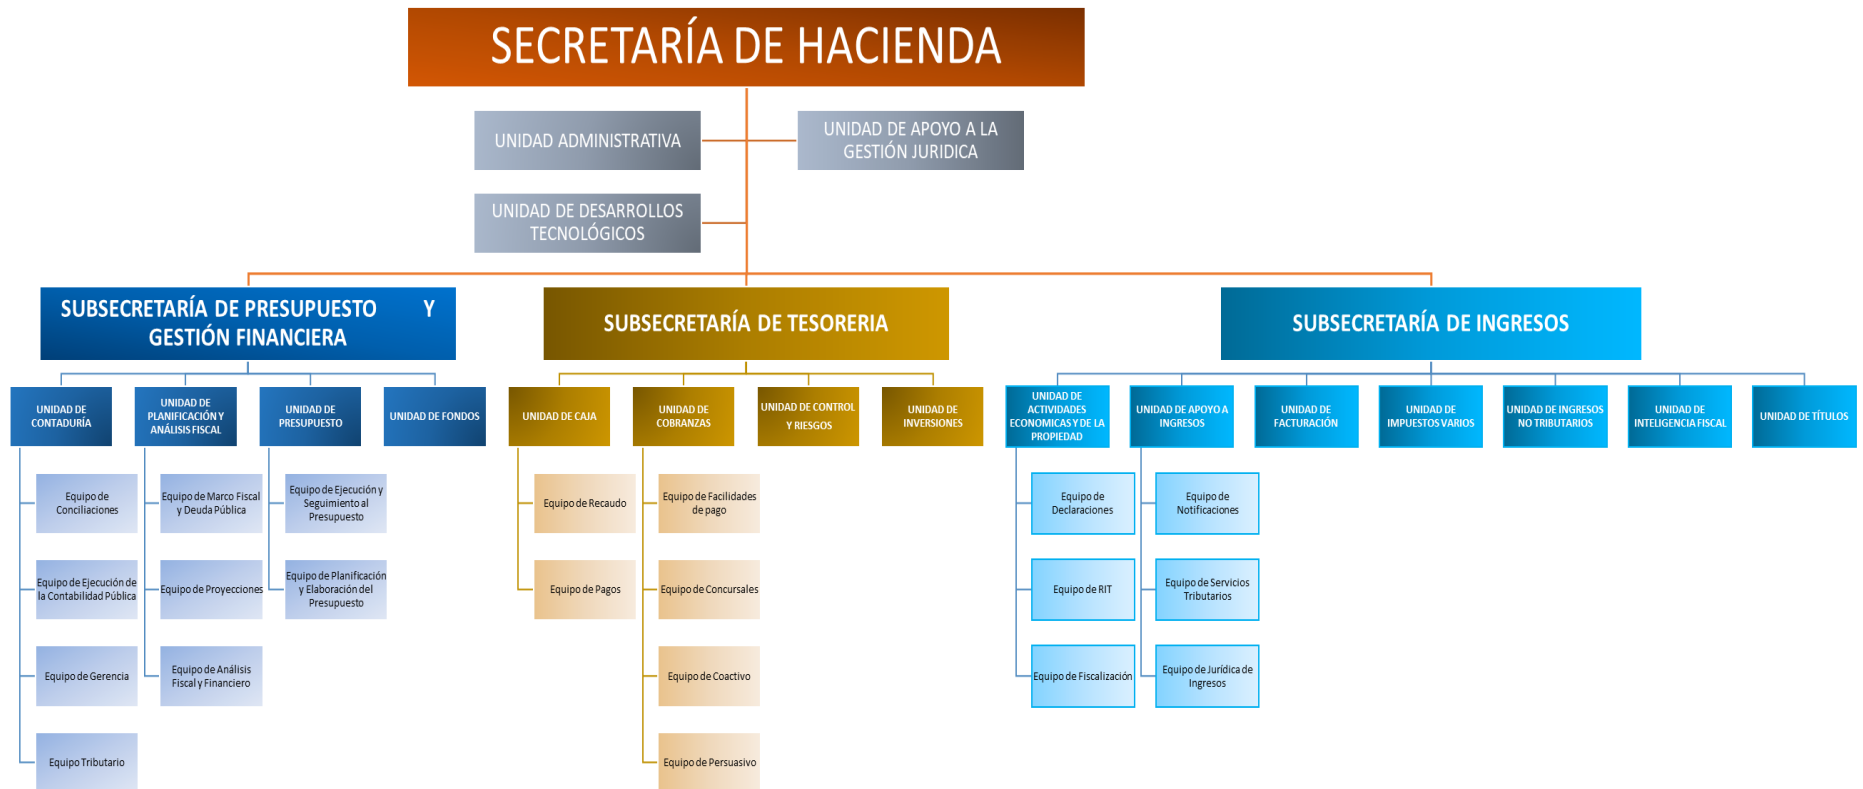 SECRETARÍA DE HACIENDA
UNIDAD ADMINISTRATIVA
UNIDAD DE APOYO A LA
GESTIÓN JURIDICA
UNIDAD DE DESARROLLOS
TECNOLÓGICOS
SUBSECRETARÍA DE PRESUPUESTO Y
GESTIÓN FINANCIERA
SUBSECRETARÍA DE TESORERIA
SUBSECRETARÍA DE INGRESOS
UNIDAD DE
CONTADURÍA
UNIDAD DE
PLANIFICACIÓN Y
ANÁLISIS FISCAL
UNIDAD DE
PRESUPUESTO
UNIDAD DE FONDOS
UNIDAD DE CAJA
UNIDAD DE
COBRANZAS
UNIDAD DE CONTROL
Y RIESGOS
UNIDAD DE
INVERSIONES
UNIDAD DE
ACTIVIDADES
ECONOMICAS Y DE LA
PROPIEDAD
UNIDAD DE APOYO A
INGRESOS
UNIDAD DE
FACTURACIÓN
UNIDAD DE
IMPUESTOS VARIOS
UNIDAD DE INGRESOS
NO TRIBUTARIOS
UNIDAD DE
INTELIGENCIA FISCAL
UNIDAD DE TÍTULOS
Equipo de
Conciliaciones
Equipo de Marco Fiscal
y Deuda Pública
Equipo de Ejecución y
Seguimiento al
Presupuesto
Equipo de Recaudo
Equipo de Facilidades
de pago
Equipo de
Declaraciones
Equipo de
Notificaciones
Equipo de Ejecución de
la Contabilidad Pública
Equipo de Proyecciones
Equipo de Planificación
y Elaboración del
Presupuesto
Equipo de Pagos
Equipo de Concursales
Equipo de RIT
Equipo de Servicios
Tributarios
Equipo de Gerencia
Equipo de Análisis
Fiscal y Financiero
Equipo de Coactivo
Equipo de Fiscalización
Equipo de Jurídica de
Ingresos
Equipo Tributario
Equipo de Persuasivo